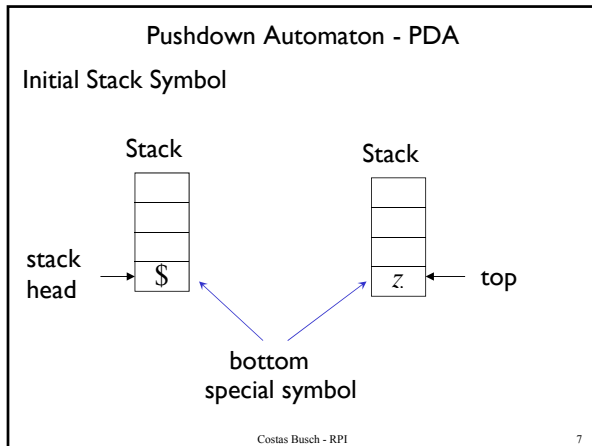 Pushdown Automaton - PDA
Initial Stack Symbol
Stack
Stack
stack
head
$
z
top
bottom
special symbol
Costas Busch - RPI
7